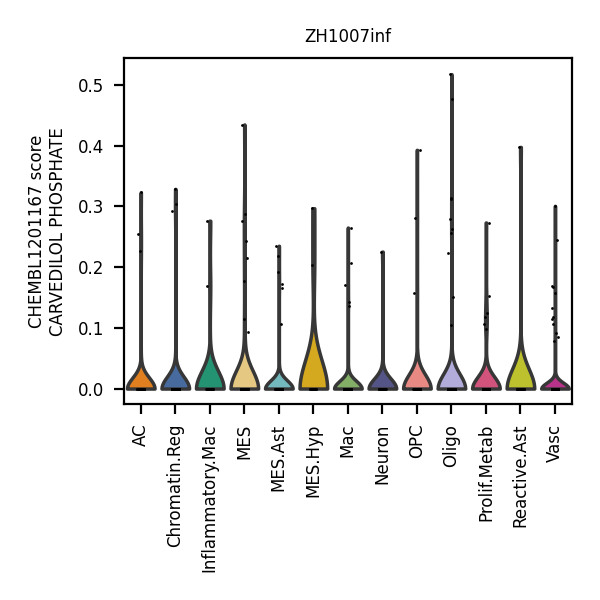 ZH1007inf
CHEMBL1201167 score
CARVEDILOL PHOSPHATE
0.5
0.4
0.3
0.2
0.1
0.0
AC
Chromatin.Reg
Inflammatory.Mac
MES
MES.Ast
MES.Hyp
Mac
Neuron
OPC
Oligo
Prolif.Metab
Reactive.Ast
Vasc